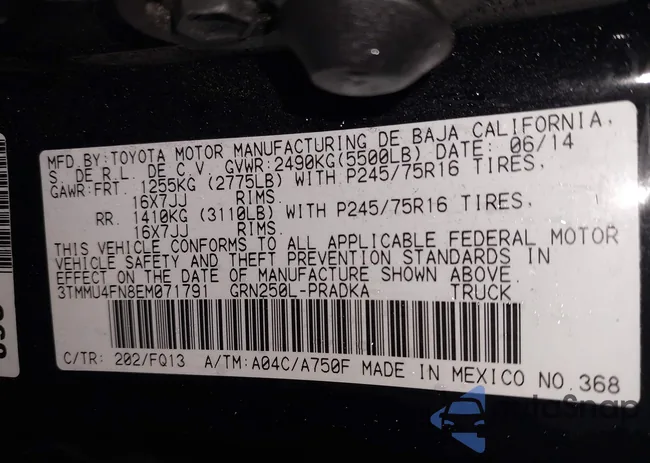 MFD.BY:TOYOTA MOTOR MANUFACTURING DE BAJA CALIFORNIA,
S. DE R.L. DE C.V. GVWR:2490KG(5500LB) DATE: 06/14
GAWR:FRT. 1255KG (2775LB) WITH P245/75R16 TIRES,
16X7JJ RIMS.
RR. 1410KG (3110LB) WITH P245/75R16 TIRES,
16X7JJ RIMS.
THIS VEHICLE CONFORMS TO ALL APPLICABLE FEDERAL MOTOR
VEHICLE SAFETY AND THEFT PREVENTION STANDARDS IN
EFFECT ON THE DATE OF MANUFACTURE SHOWN ABOVE.
3TMMU4FN8EM071791 GRN250L-PRADKA TRUCK
C/TR: 202/FQ13 A/TM:A04C/A750F MADE IN MEXICO NO.368
AutoSnap